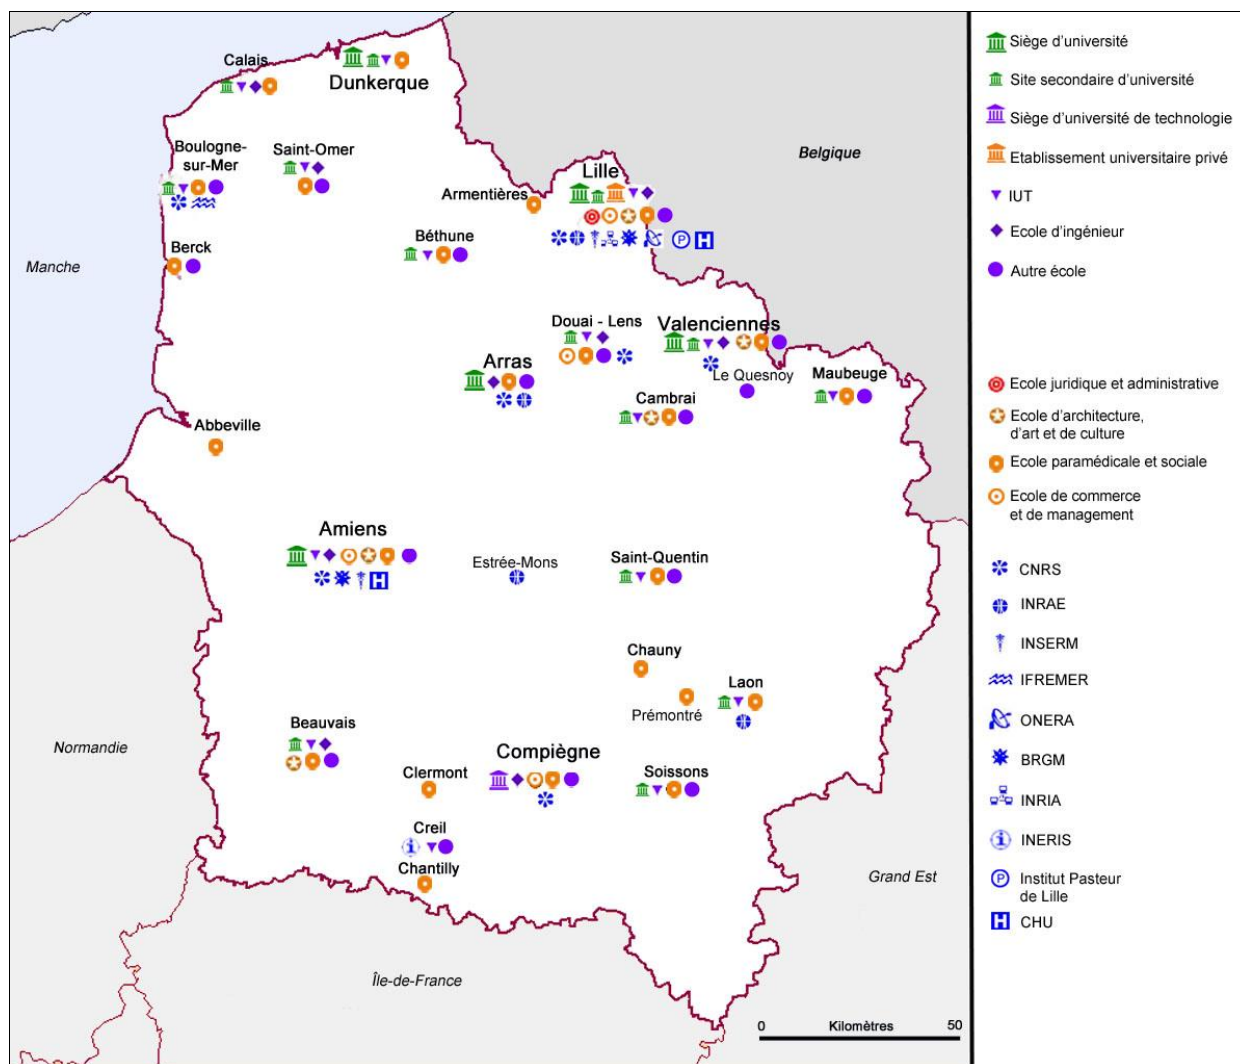 Calais
Dunkerque
Boulogne-
sur-Mer
Saint-Omer
Belgique
Lille
Armentières
Berck
Béthune
Manche
P
H
Douai - Lens
Valenciennes
Arras
Le Quesnoy
Maubeuge
Cambrai
Abbeville
Amiens
Estrée-Mons
Saint-Quentin
H
Chauny
Laon
Prémontré
Beauvais
Normandie
Compiègne
Clermont
Soissons
Creil
i
Chantilly
Grand Est
Île-de-France
0 Kilomètres 50
Siège d'université
Site secondaire d'université
Siège d'université de technologie
Etablissement universitaire privé
IUT
Ecole d'ingénieur
Autre école
Ecole juridique et administrative
Ecole d'architecture,
d'art et de culture
Ecole paramédicale et sociale
Ecole de commerce
et de management
CNRS
INRAE
INSERM
IFREMER
ONERA
BRGM
INRIA
i INERIS
P Institut Pasteur
de Lille
H CHU